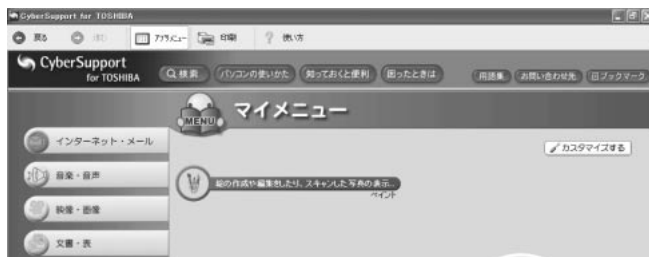 CyberSupport for TOSHIBA
戻る 進む アプリメニュー 印刷 使い方
CyberSupport
for TOSHIBA
検索 パソコンの使いかた 知っておくと便利 困ったときは 用語集 お問い合わせ先 ブックマーク
MENU マイメニュー
インターネット・メール
カスタマイズする
音楽・音声
絵の作成や編集をしたり、スキャンした写真の表示...
ペイント
映像・画像
文書・表